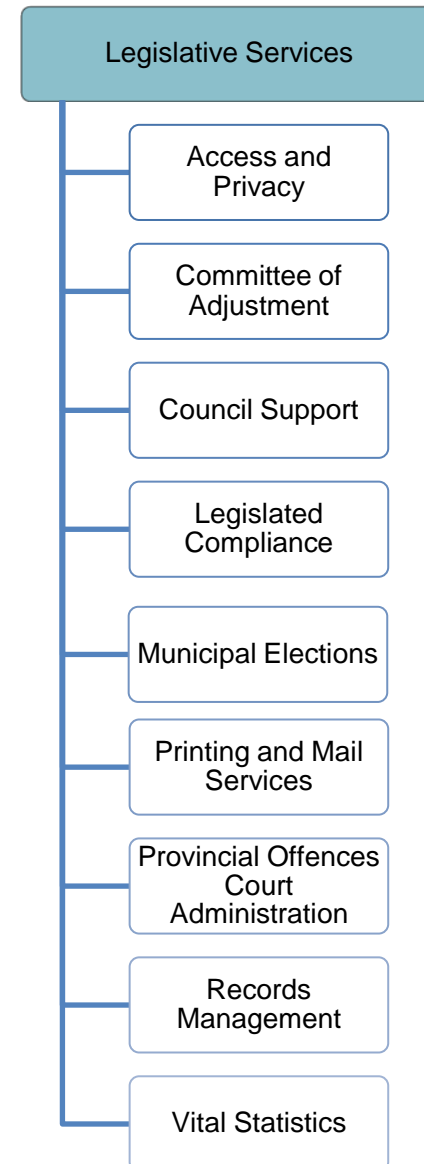 Legislative Services
Access and
Privacy
Committee of
Adjustment
Council Support
Legislated
Compliance
Municipal Elections
Printing and Mail
Services
Provincial Offences
Court
Administration
Records
Management
Vital Statistics